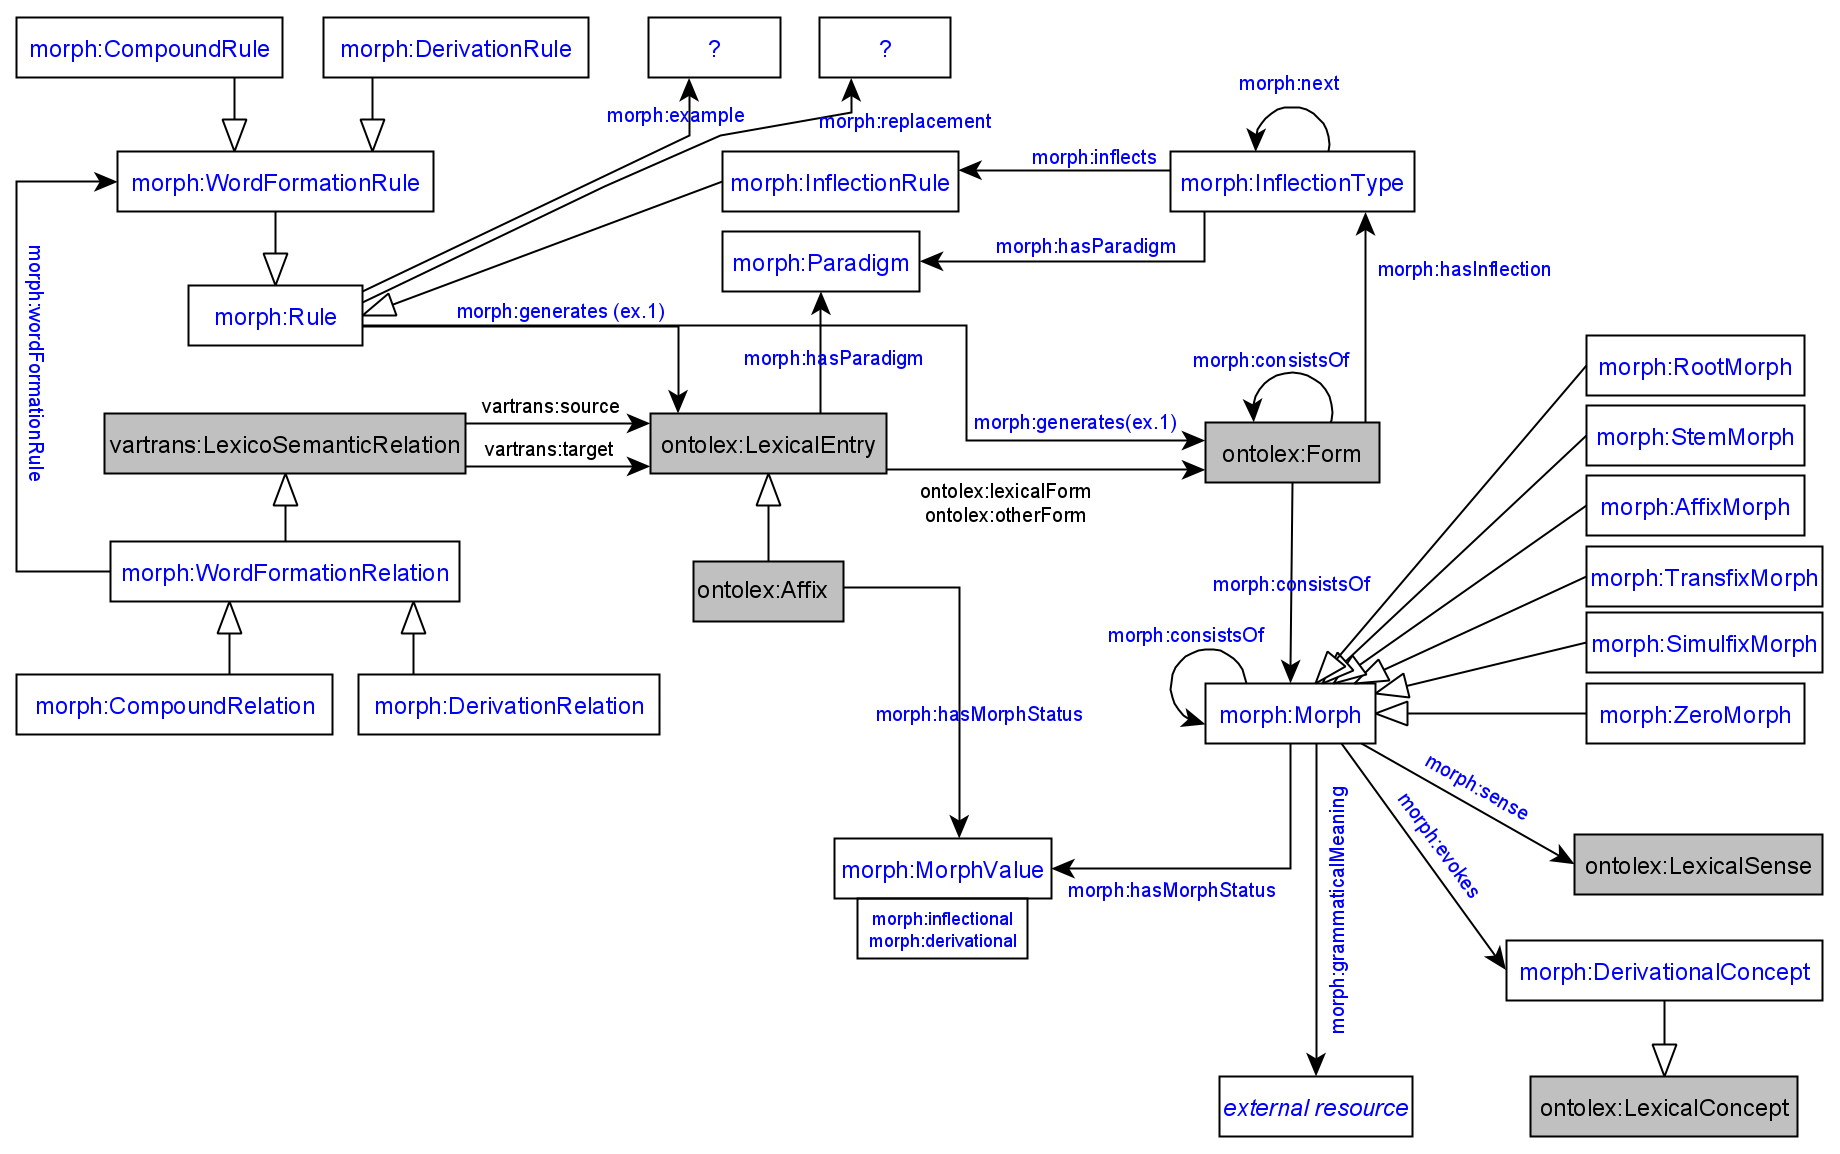 morph:CompoundRule
morph:DerivationRule
?
?
morph:next
morph:example
morph:replacement
morph:WordFormationRule
morph:InflectionRule
morph:inflects
morph:InflectionType
morph:hasParagdigm
morph:Paradigm
morph:hasInflection
morph:wordFormationRule
morph:Rule
morph:generates (ex.1)
morph:hasParadigm
morph:consistsOf
morph:RootMorph
vartrans:source
morph:generates(ex.1)
morph:StemMorph
vartrans:LexicoSemanticRelation
ontolex:LexicalEntry
ontolex:Form
vartrans:target
ontolex:lexicalForm
ontolex:otherForm
morph:AffixMorph
morph:WordFormationRelation
ontolex:Affix
morph:consistsOf
morph:TransfixMorph
morph:consistsOf
morph:SimulfixMorph
morph:CompoundRelation
morph:DerivationRelation
morph:hasMorphStatus
morph:Morph
morph:ZeroMorph
morph:sense
morph:evokes
morph:grammaticalMeaning
morph:MorphValue
morph:hasMorphStatus
ontolex:LexicalSense
morph:inflectional
morph:derivational
morph:DerivationalConcept
external resource
ontolex:LexicalConcept